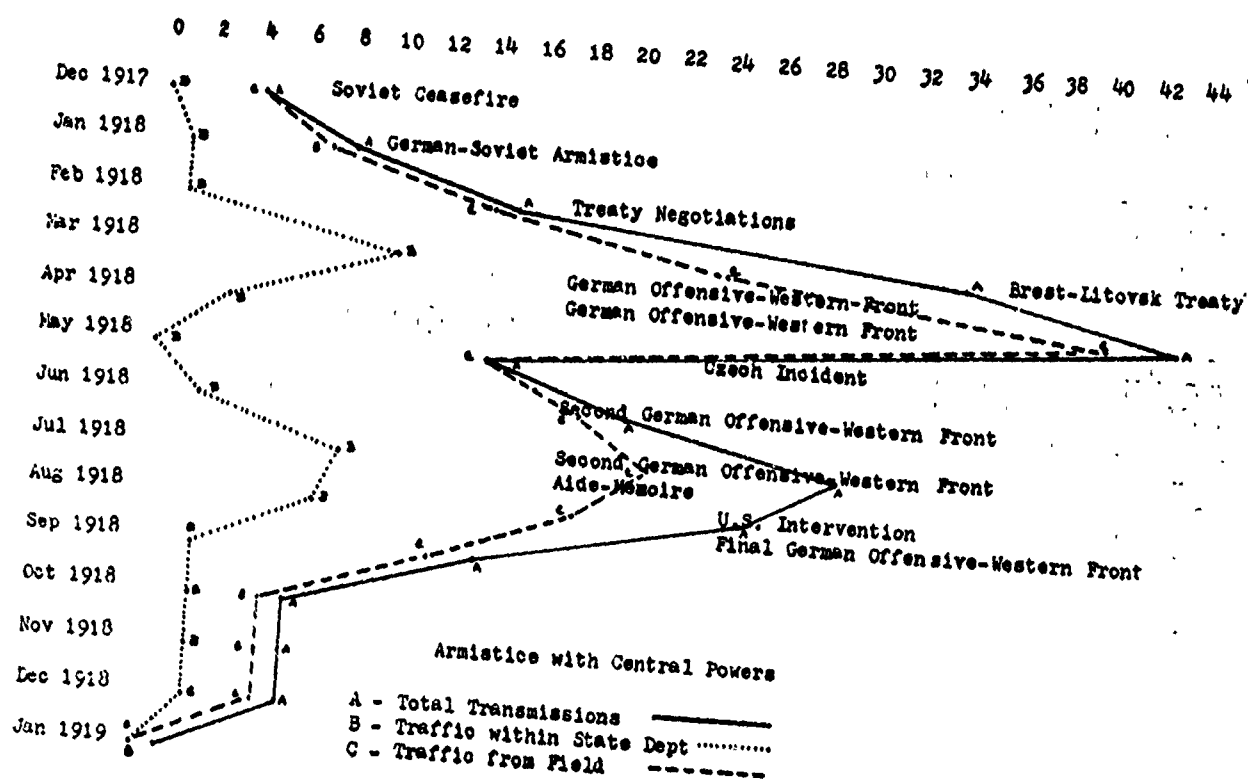 0 2 4 6 8 10 12 14 16 18 20 22 24 26 28 30 32 34 36 38 40 42 44
Dec 1917
Soviet Ceasefire
Jan 1918
German-Soviet Armistice
Feb 1918
Treaty Negotiations
Mar 1918
Apr 1918
German Offensive-Western-Front
Brest-Litovsk Treaty
German Offensive-Western Front
May 1918
Czech Incident
Jun 1918
Second German Offensive-Western Front
Jul 1918
Second German Offensive-Western Front
Aug 1918
Aide-Memoire
Sep 1918
U.S. Intervention
Final German Offensive-Western Front
Oct 1918
Nov 1918
Armistice with Central Powers
Dec 1918
A - Total Transmissions
Jan 1919
B - Traffic within State Dept
C - Traffic from Field